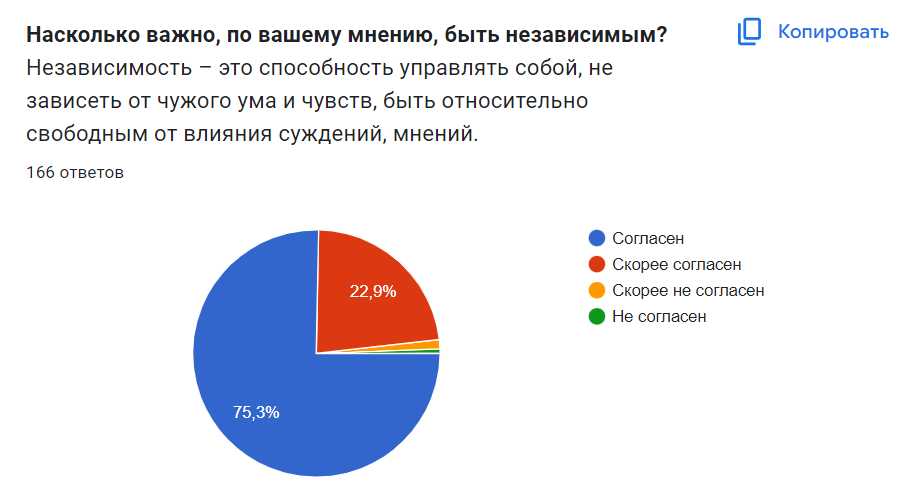 Насколько важно, по вашему мнению, быть независимым?
Копировать
Независимость – это способность управлять собой, не
зависеть от чужого ума и чувств, быть относительно
свободным от влияния суждений, мнений.
166 ответов
Согласен
Скорее согласен
Скорее не согласен
Не согласен
22,9%
75,3%